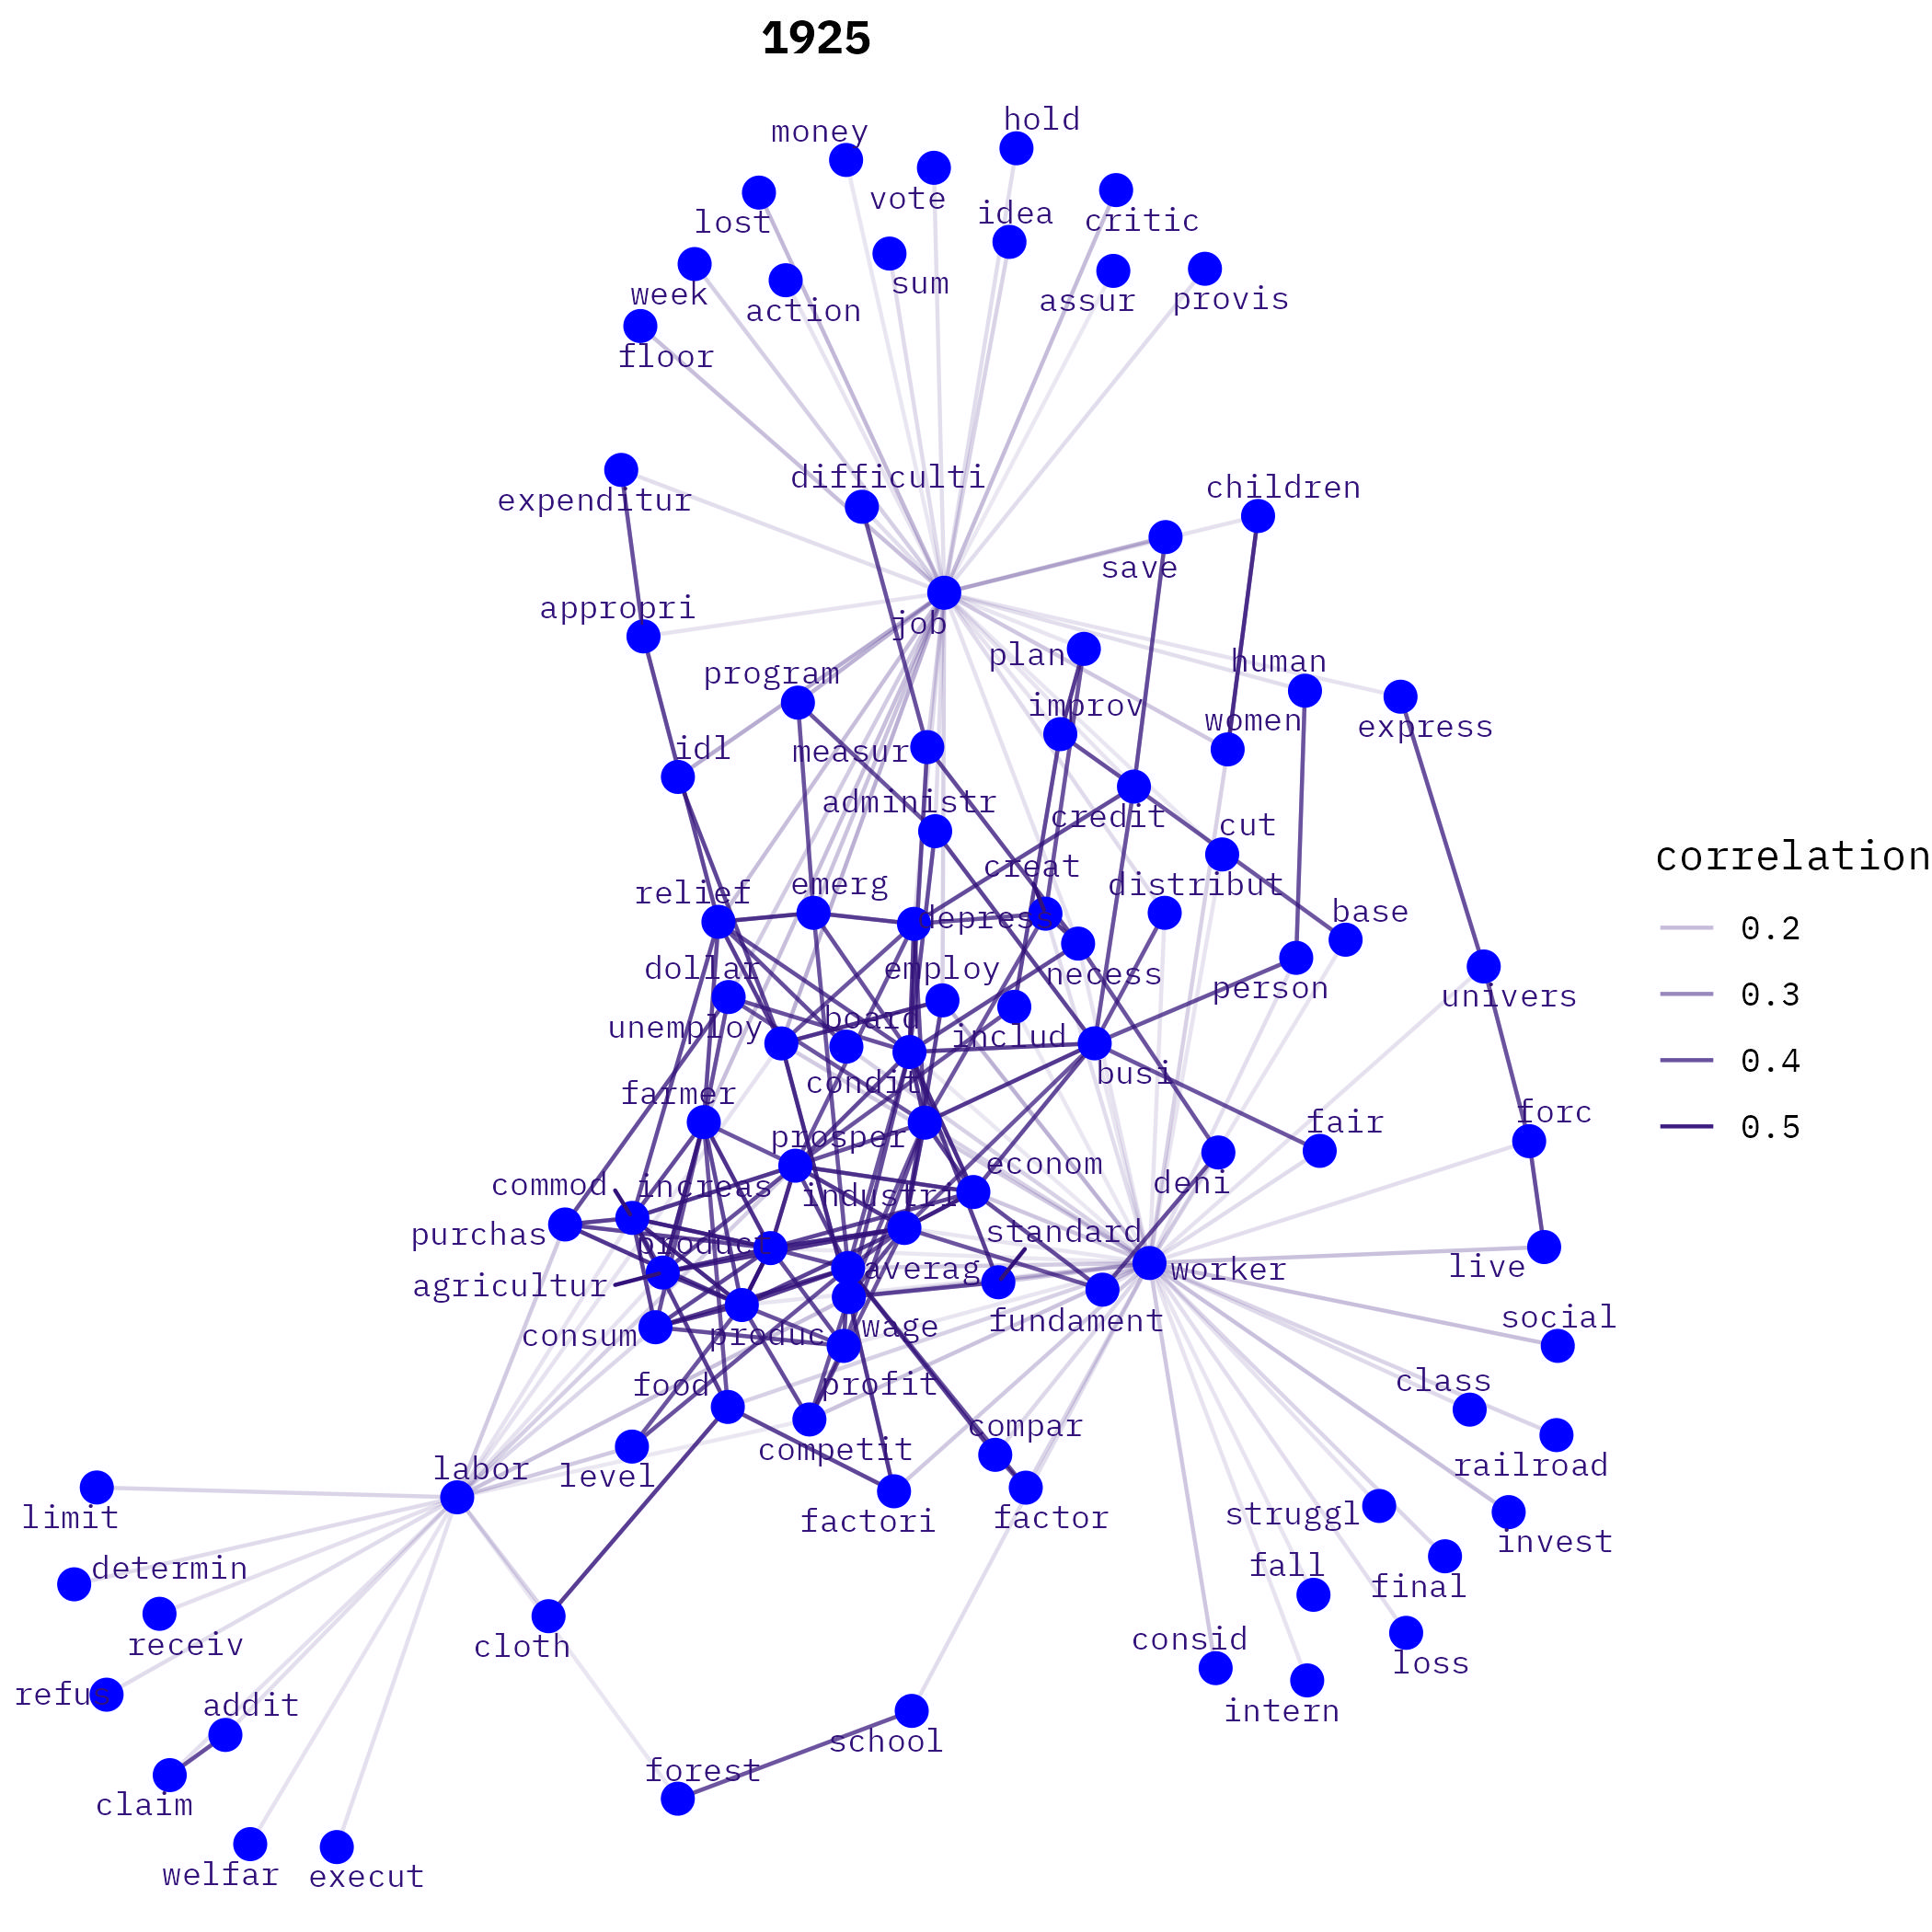 1925
hold
money
vote
idea
critic
lost
sum
assur
provis
week
action
floor
difficulti
children
expenditur
save
appropri
job
plan
human
program
improv
women
express
idl
measur
administr
credit
cut
creat
relief
emerg
distribut
depress
base
correlation
0.2
0.3
0.4
0.5
dollar
employ
necess
person
univers
unemploy
board
includ
condit
busi
farmer
forc
fair
prosper
econom
deni
commod
increas
industri
purchas
product
standard
agricultur
averag
worker
live
consum
produc
wage
fundament
social
food
profit
class
compar
competit
labor
level
railroad
limit
factori
factor
struggl
invest
determin
fall
final
receiv
cloth
consid
loss
refus
addit
intern
school
forest
claim
welfar
execut